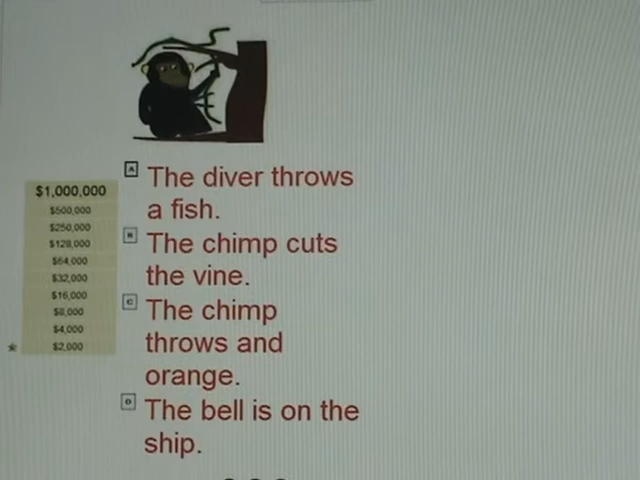 A The diver throws
a fish.
B The chimp cuts
the vine.
C The chimp
throws and
orange.
D The bell is on the
ship.
$1,000,000
$500,000
$250,000
$128,000
$64,000
$32,000
$16,000
$8,000
$4,000
$2,000